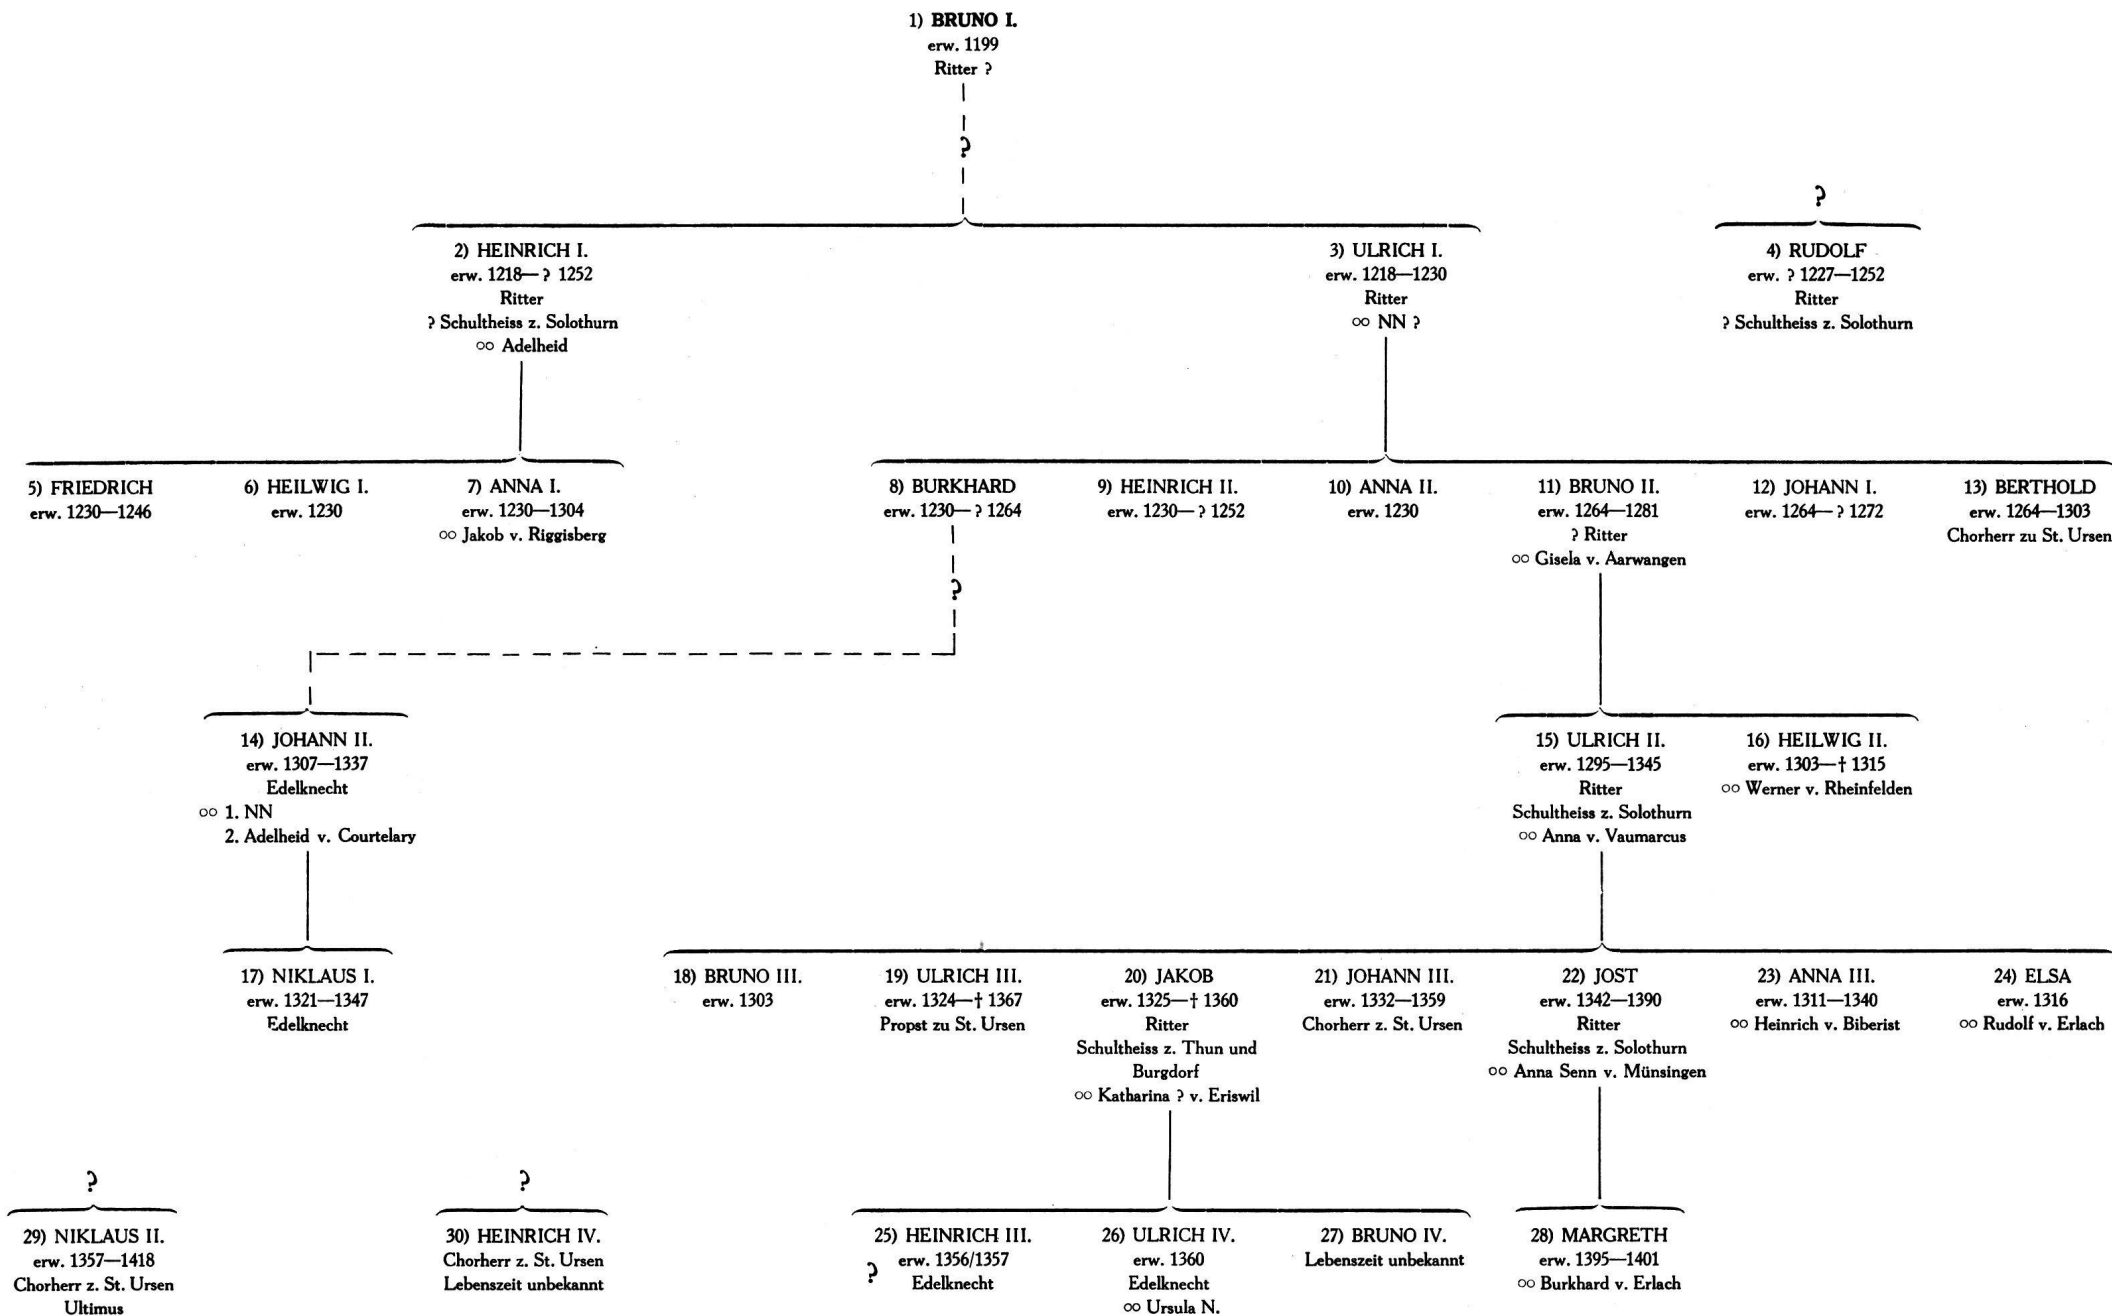 1) BRUNO I.
erw. 1199
Ritter ?
?
?
2) HEINRICH I.
erw. 1218— ? 1252
Ritter
? Schultheiss z. Solothurn
∞ Adelheid
3) ULRICH I.
erw. 1218—1230
Ritter
∞ NN ?
4) RUDOLF
erw. ? 1227—1252
Ritter
? Schultheiss z. Solothurn
5) FRIEDRICH
erw. 1230—1246
6) HEILWIG I.
erw. 1230
7) ANNA I.
erw. 1230—1304
∞ Jakob v. Riggisberg
8) BURKHARD
erw. 1230— ? 1264
9) HEINRICH II.
erw. 1230— ? 1252
10) ANNA II.
erw. 1230
11) BRUNO II.
erw. 1264—1281
? Ritter
∞ Gisela v. Aarwangen
12) JOHANN I.
erw. 1264— ? 1272
13) BERTHOLD
erw. 1264—1303
Chorherr zu St. Ursen
?
14) JOHANN II.
erw. 1307—1337
Edelknecht
∞ 1. NN
2. Adelheid v. Courtelary
15) ULRICH II.
erw. 1295—1345
Ritter
Schultheiss z. Solothurn
∞ Anna v. Vaumarcus
16) HEILWIG II.
erw. 1303—† 1315
∞ Werner v. Rheinfelden
17) NIKLAUS I.
erw. 1321—1347
Edelknecht
18) BRUNO III.
erw. 1303
19) ULRICH III.
erw. 1324—† 1367
Propst zu St. Ursen
20) JAKOB
erw. 1325—† 1360
Ritter
Schultheiss z. Thun und
Burgdorf
∞ Katharina ? v. Eriswil
21) JOHANN III.
erw. 1332—1359
Chorherr z. St. Ursen
22) JOST
erw. 1342—1390
Ritter
Schultheiss z. Solothurn
∞ Anna Senn v. Münsingen
23) ANNA III.
erw. 1311—1340
∞ Heinrich v. Biberist
24) ELSA
erw. 1316
∞ Rudolf v. Erlach
?
29) NIKLAUS II.
erw. 1357—1418
Chorherr z. St. Ursen
Ultimus
?
30) HEINRICH IV.
Chorherr z. St. Ursen
Lebenszeit unbekannt
25) HEINRICH III.
erw. 1356/1357
? Edelknecht
26) ULRICH IV.
erw. 1360
Edelknecht
∞ Ursula N.
27) BRUNO IV.
Lebenszeit unbekannt
28) MARGRETH
erw. 1395—1401
∞ Burkhard v. Erlach